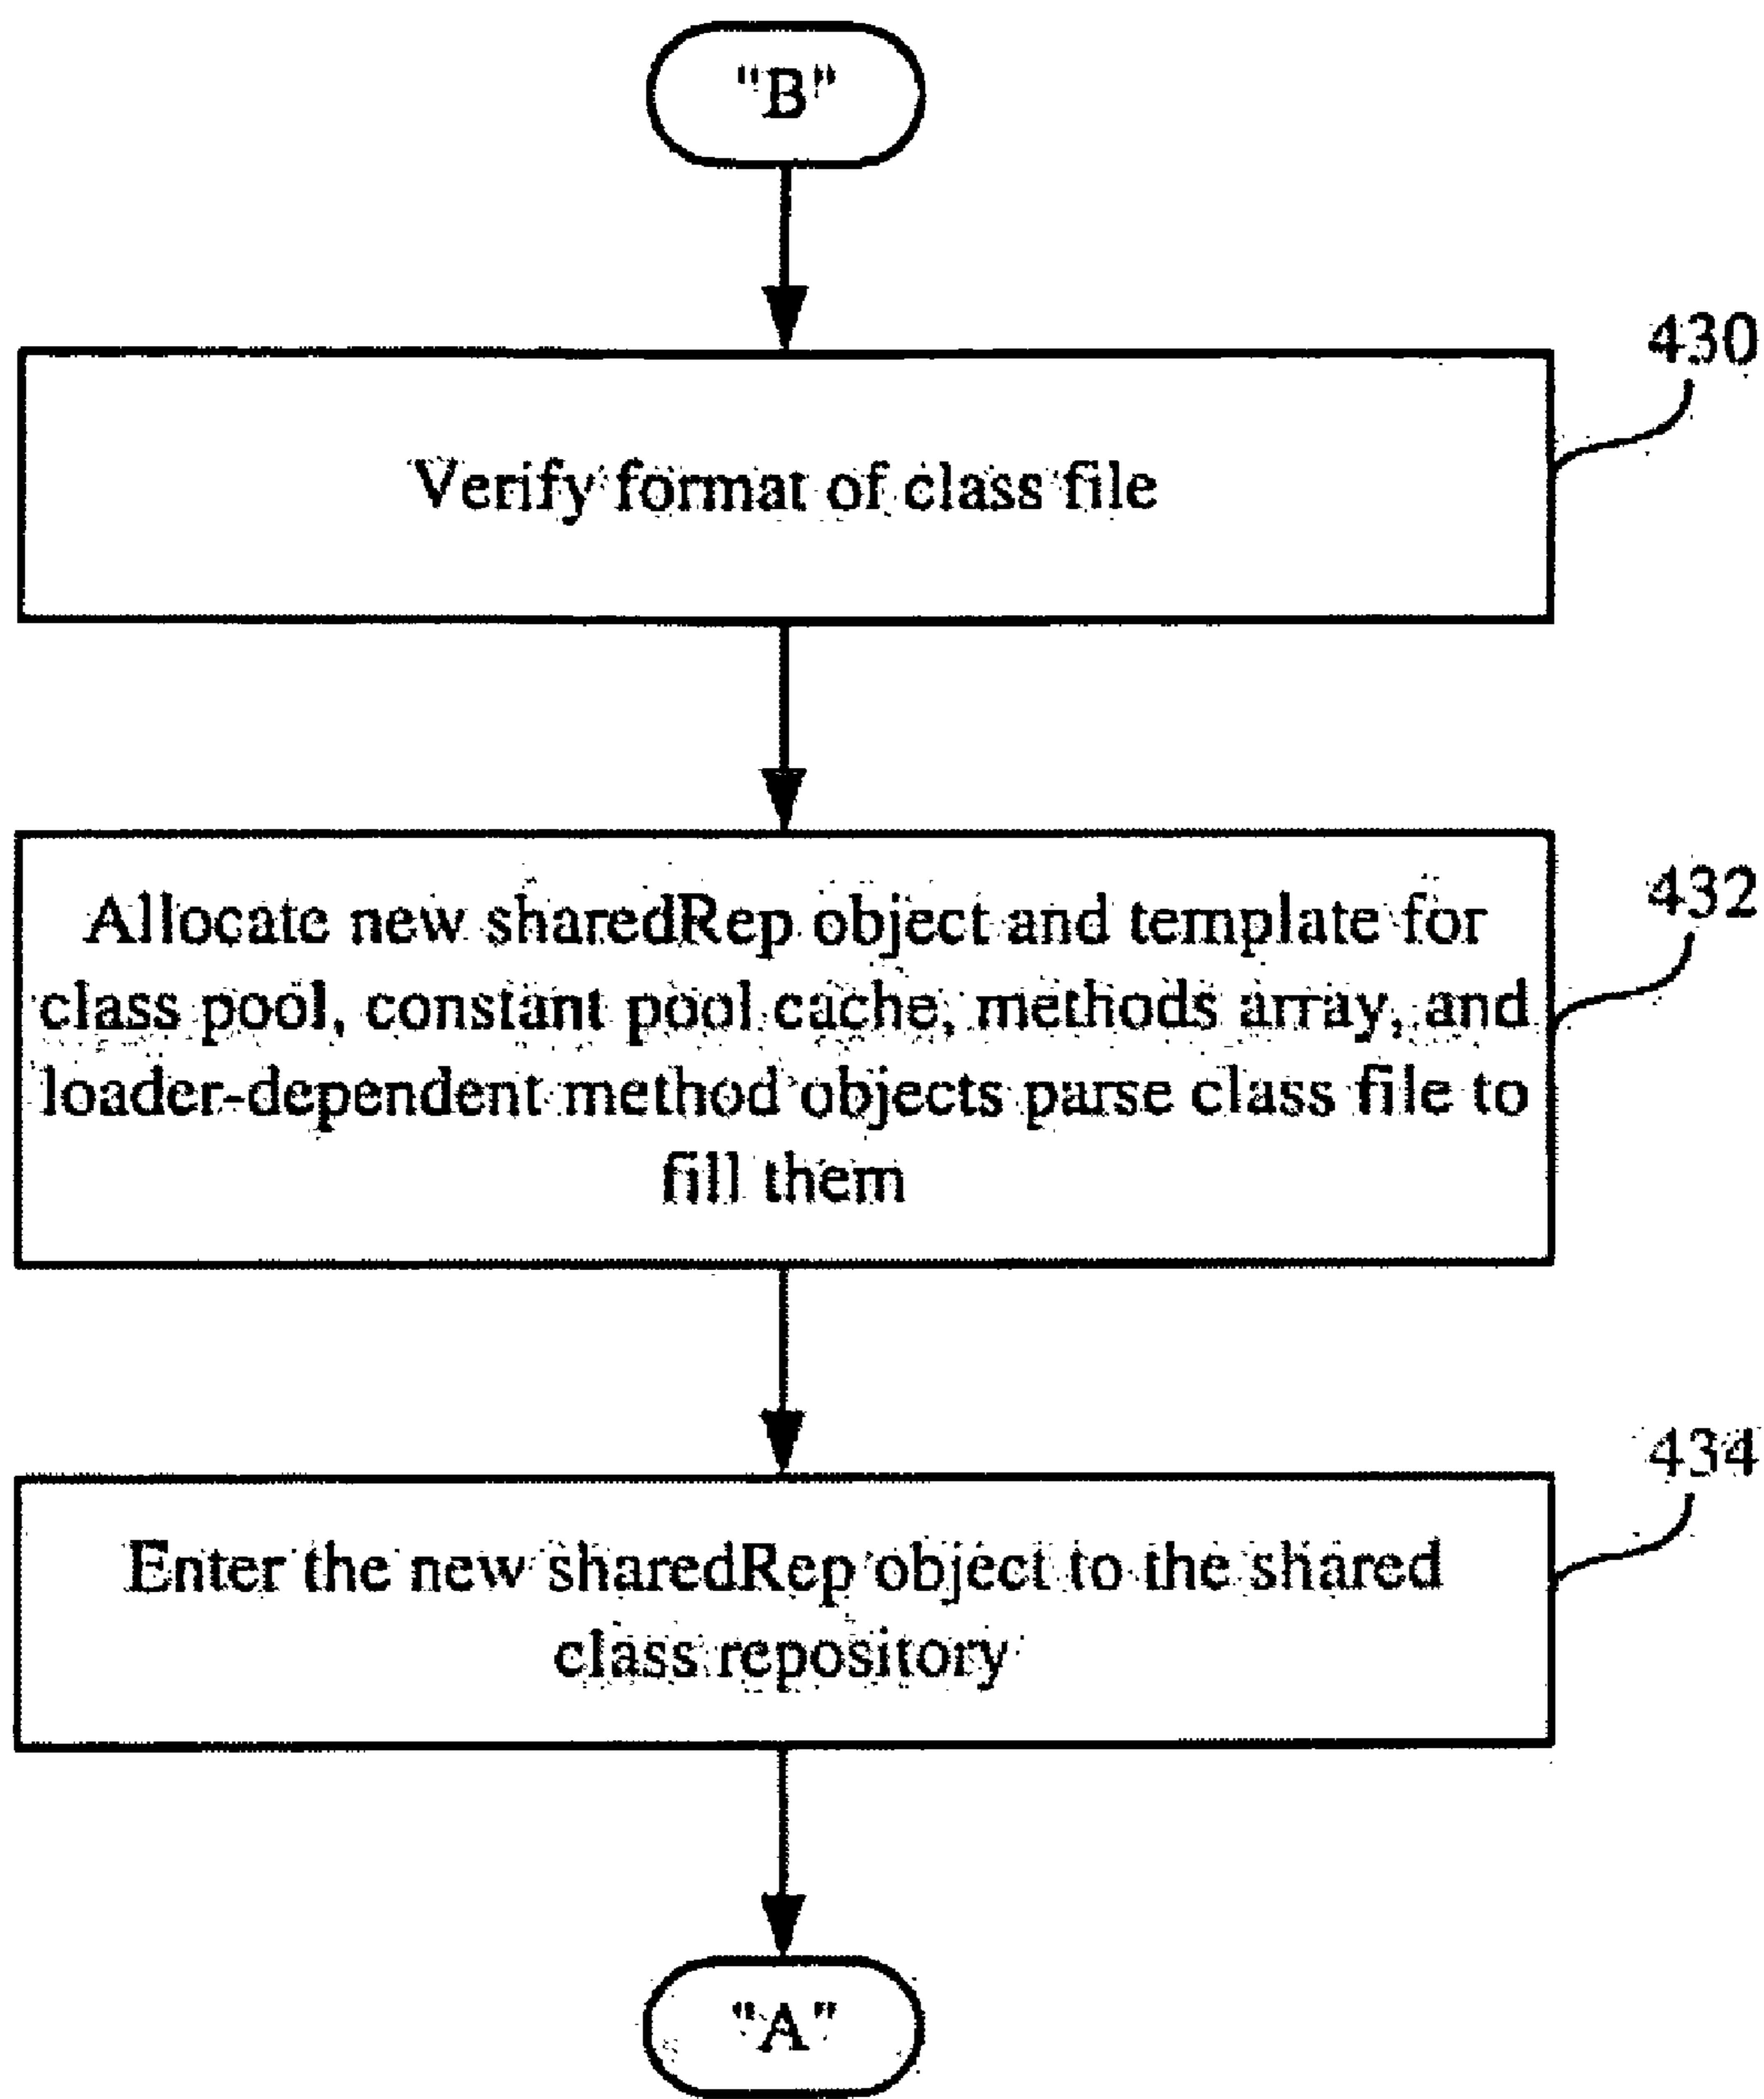 "B"
430
Verify format of class file
432
Allocate new sharedRep object and template for
class pool, constant pool cache, methods array, and
loader-dependent method objects parse class file to
fill them
434
Enter the new sharedRep object to the shared
class repository
"A"